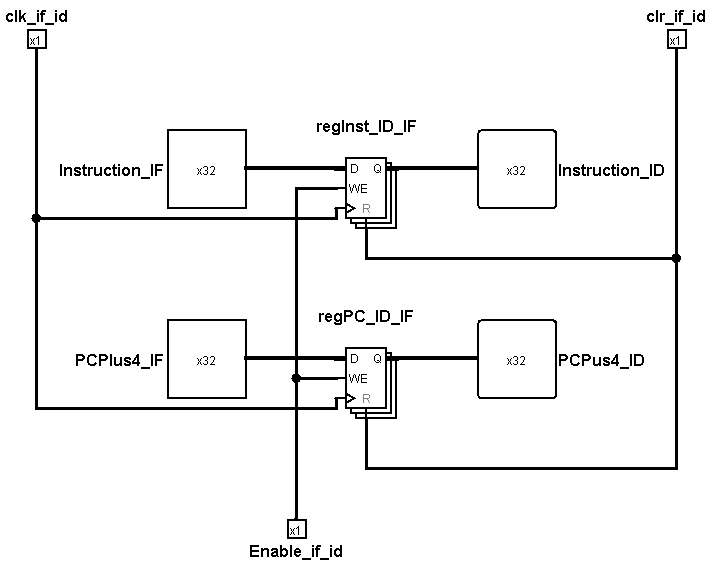 clk_if_id
clr_if_id
x1
x1
regInst_ID_IF
Instruction_IF
x32
D
Q
WE
R
x32
Instruction_ID
regPC_ID_IF
PCPlus4_IF
x32
D
Q
WE
R
x32
PCPus4_ID
x1
Enable_if_id